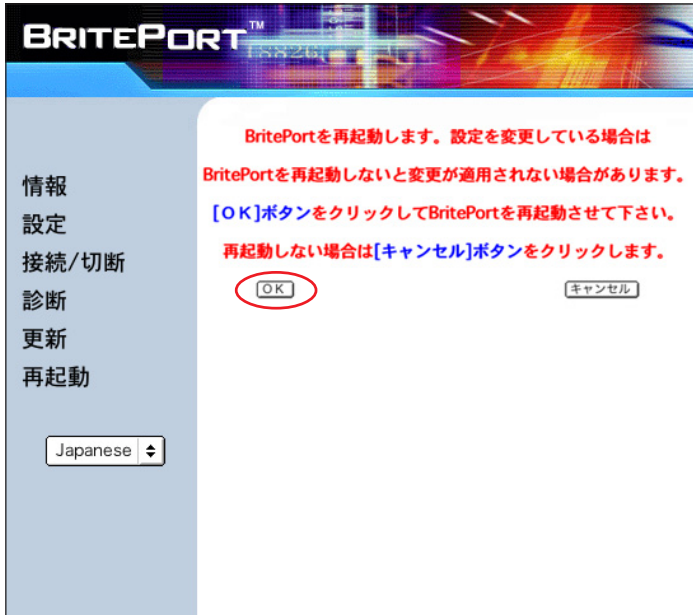 BRITEPORT™
BritePortを再起動します。設定を変更している場合は
BritePortを再起動しないと変更が適用されない場合があります。
[ＯＫ]ボタンをクリックしてBritePortを再起動させて下さい。
再起動しない場合は[キャンセル]ボタンをクリックします。
ＯＫ キャンセル
情報
設定
接続/切断
診断
更新
再起動
Japanese